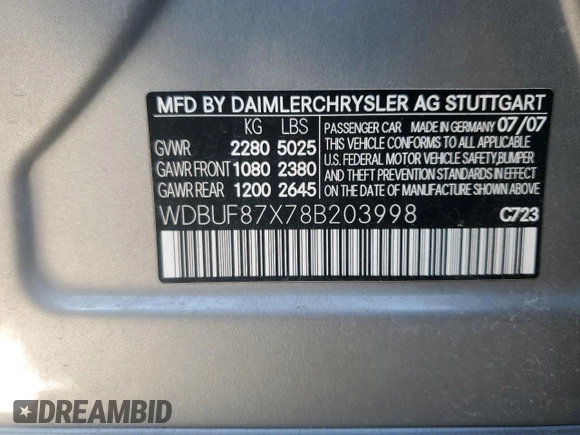 MFD BY DAIMLERCHRYSLER AG STUTTGART
KG LBS
GVWR 2280 5025
GAWR FRONT 1080 2380
GAWR REAR 1200 2645
PASSENGER CAR MADE IN GERMANY 07/07
THIS VEHICLE CONFORMS TO ALL APPLICABLE
U.S. FEDERAL MOTOR VEHICLE SAFETY,BUMPER
AND THEFT PREVENTION STANDARDS IN EFFECT
ON THE DATE OF MANUFACTURE SHOWN ABOVE.
WDBUF87X78B203998 C723
DREAMBID